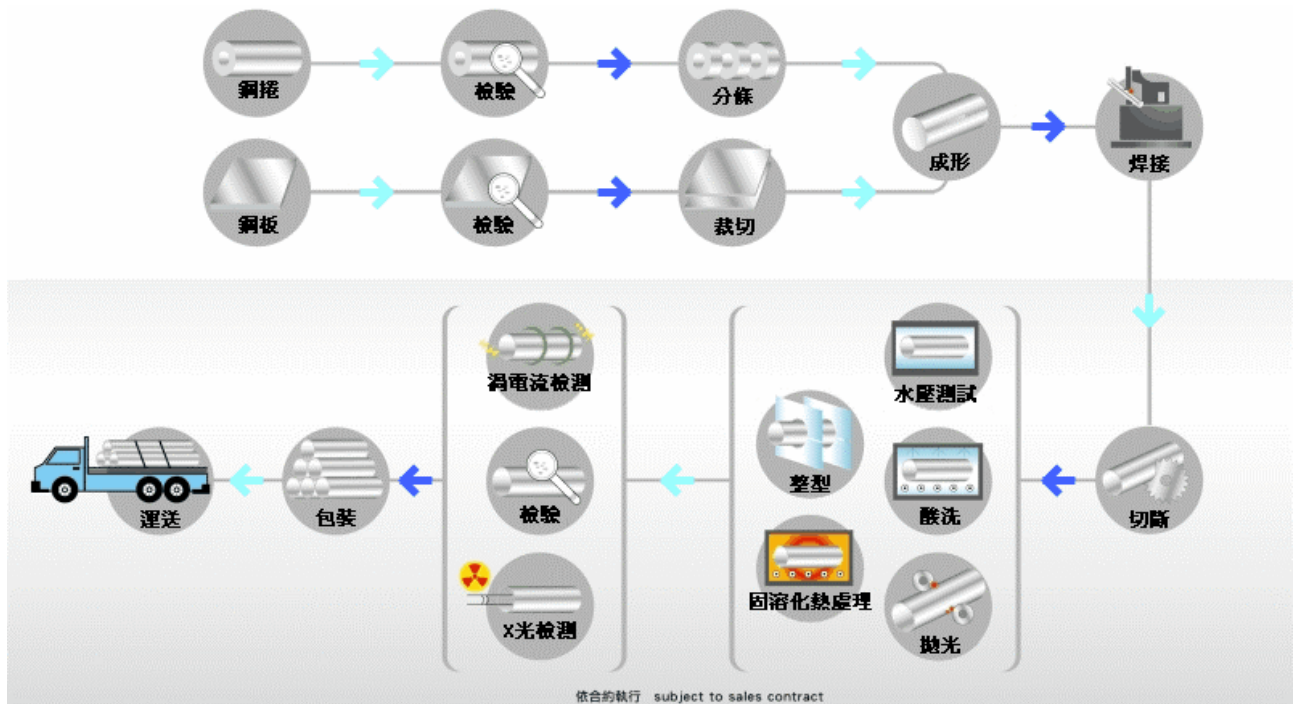 鋼捲
檢驗
分條
成形
焊接
鋼板
檢驗
裁切
水壓測試
整型
酸洗
固溶化熱處理
拋光
切斷
渦電流檢測
檢驗
X光檢測
包裝
運送
依合約執行 subject to sales contract